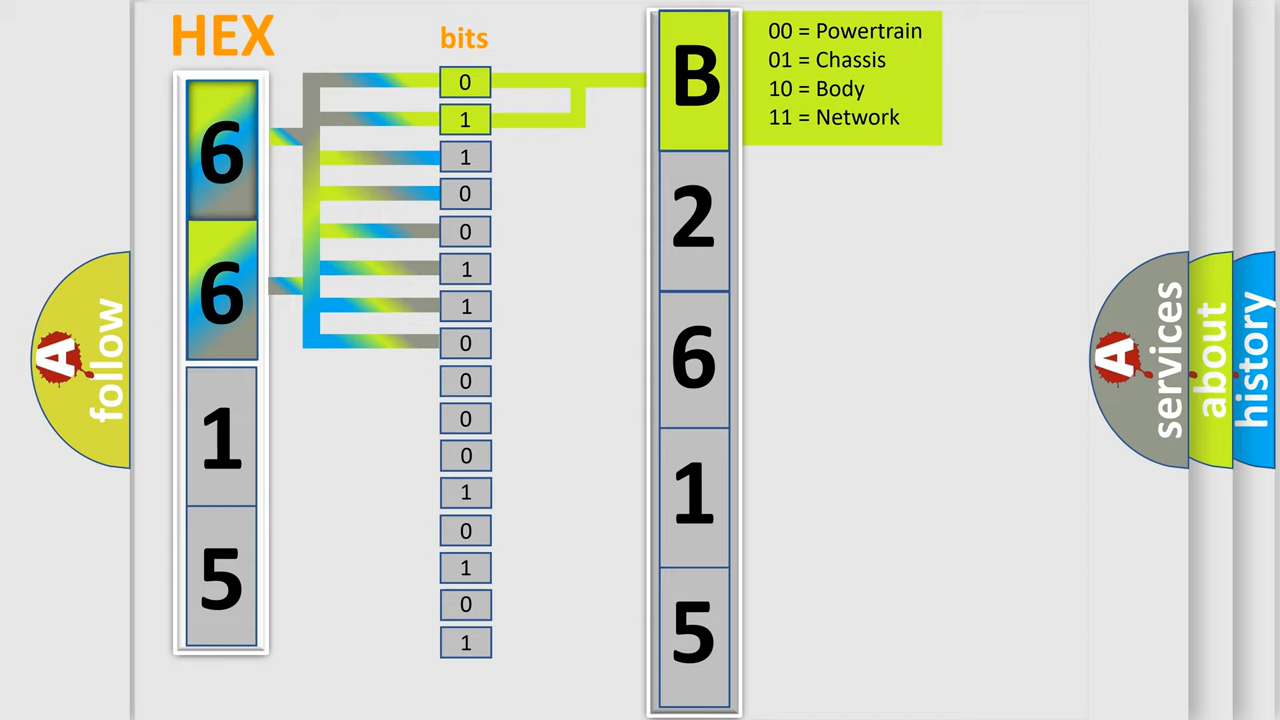 HEX
bits
6
6
1
5
0
1
1
0
0
1
1
0
0
0
0
1
0
1
0
1
B
2
6
1
5
00 = Powertrain
01 = Chassis
10 = Body
11 = Network
A
follow
A
services
about
history